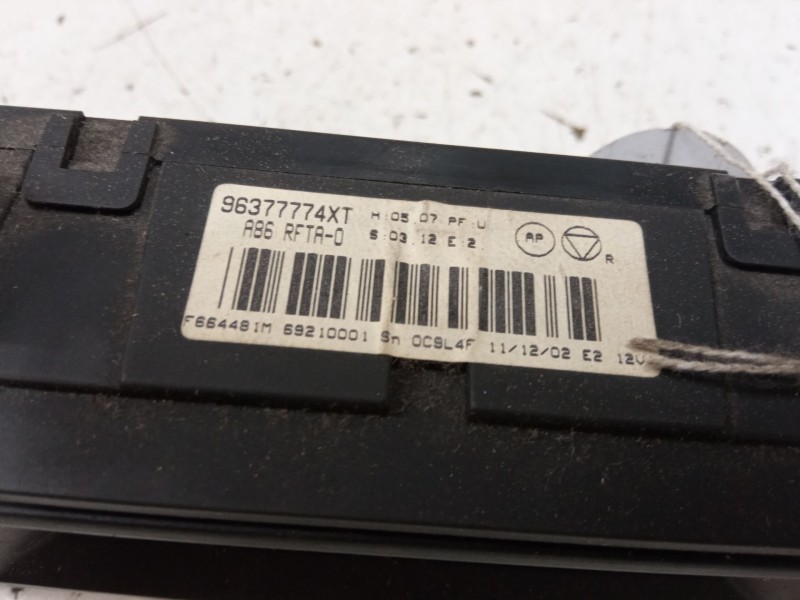 96377774XT H:05.07 PF:U
A86 RFTA-0 S:03.12 E:2. AP R
F664481M 69210001 Sn 0C9L4F 11/12/02 E2 12V